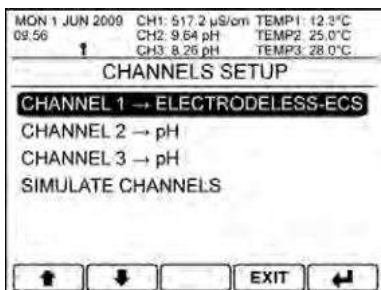 MON 1 JUN 2009 CH1: 517.2 µS/cm TEMP1: 12.3°C
09:56 CH2: 9.64 pH TEMP2: 25.0°C
CH3: 8.26 pH TEMP3: 28.0°C
CHANNELS SETUP
CHANNEL 1 → ELECTRODELESS-ECS
CHANNEL 2 → pH
CHANNEL 3 → pH
SIMULATE CHANNELS
EXIT